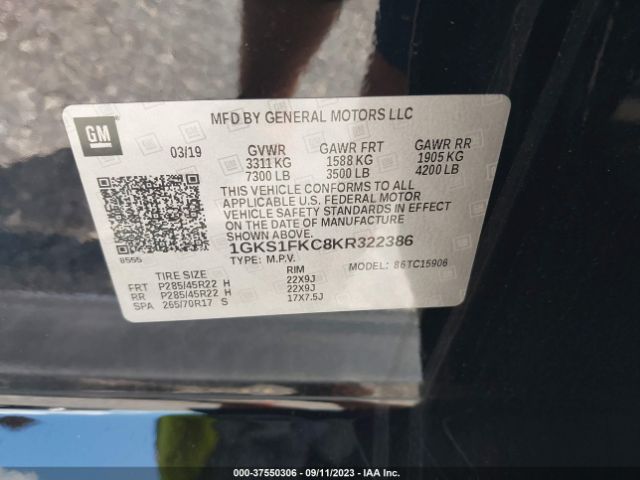 GM
MFD BY GENERAL MOTORS LLC
03/19 GVWR GAWR FRT GAWR RR
3311 KG 1588 KG 1905 KG
7300 LB 3500 LB 4200 LB
THIS VEHICLE CONFORMS TO ALL
APPLICABLE U.S. FEDERAL MOTOR
VEHICLE SAFETY STANDARDS IN EFFECT
ON THE DATE OF MANUFACTURE
SHOWN ABOVE.
8555 1GKS1FKC8KR322386
TYPE: M.P.V. MODEL: 86TC15906
TIRE SIZE RIM
FRT P285/45R22 H 22X9J
RR P285/45R22 H 22X9J
SPA 265/70R17 S 17X7.5J
000-37550306 - 09/11/2023 - IAA Inc.